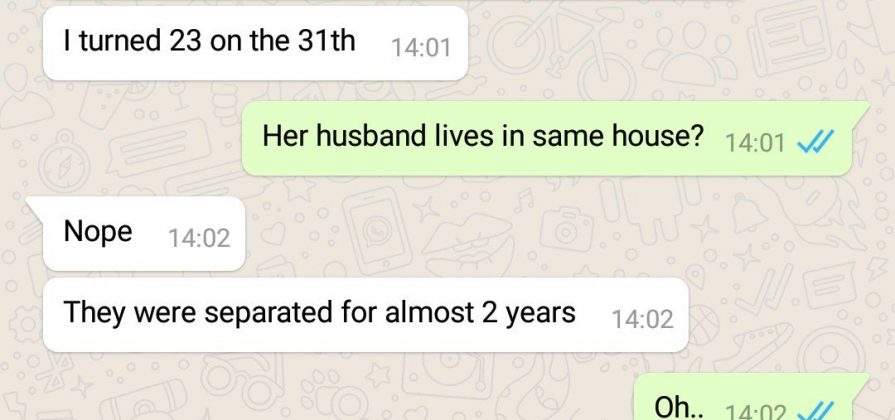 I turned 23 on the 31th 14:01
Her husband lives in same house? 14:01
Nope 14:02
They were separated for almost 2 years 14:02
Oh.. 14:02